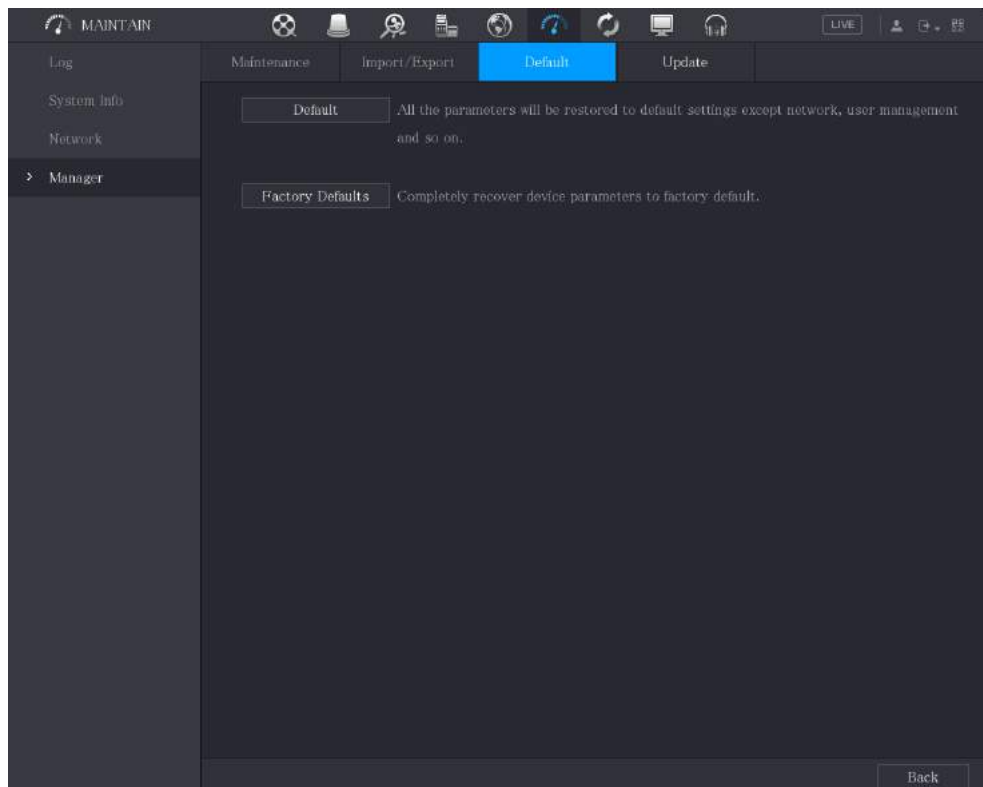 MAINTAIN
LIVE
Log
Maintenance
Import/Export
Default
Update
System Info
Default
All the parameters will be restored to default settings except network, user management
and so on.
Network
Manager
Factory Defaults
Completely recover device parameters to factory default.
Back